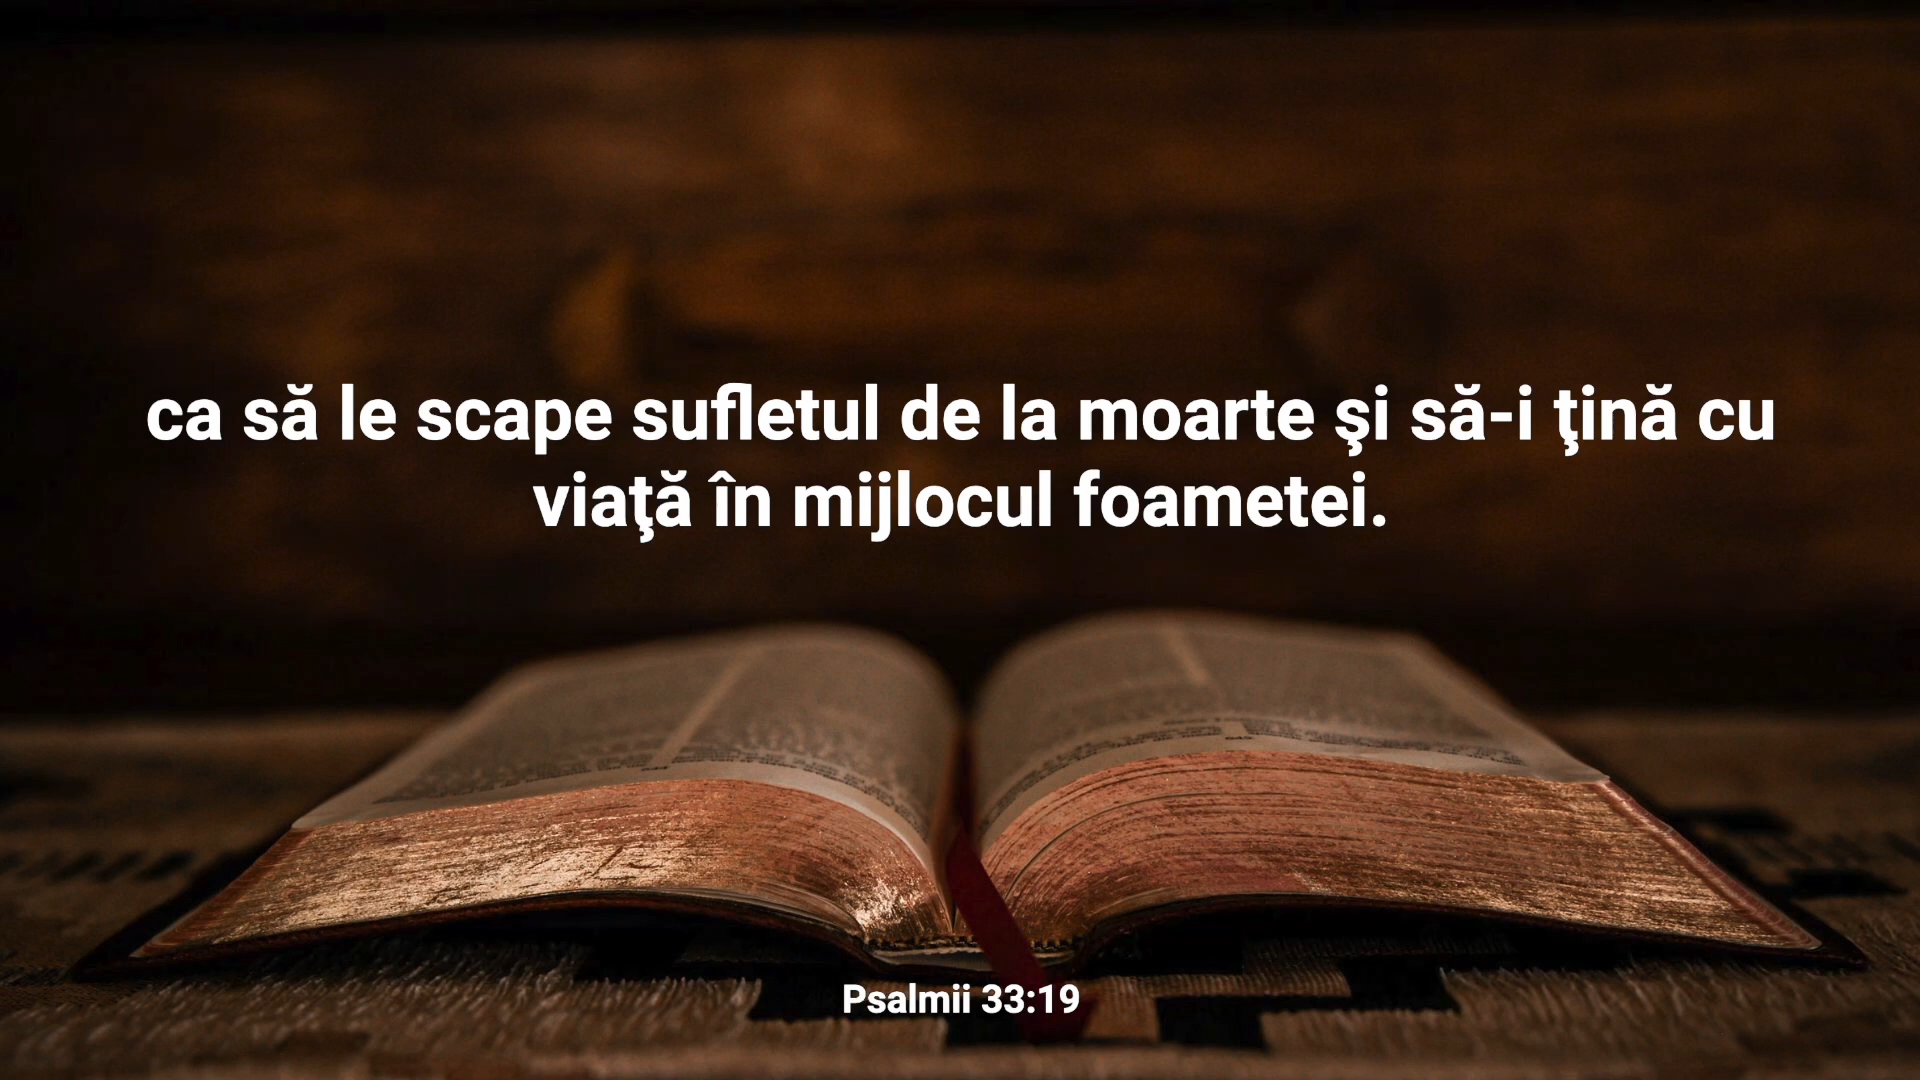 ca să le scape sufletul de la moarte şi să-i ţină cu
viaţă în mijlocul foametei.
Psalmii 33:19